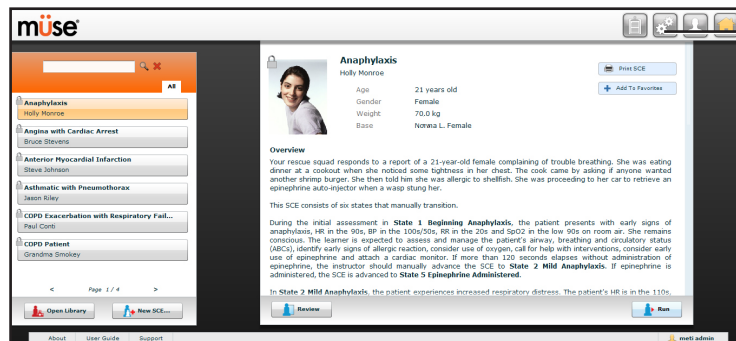 müse
All
Anaphylaxis
Holly Monroe
Angina with Cardiac Arrest
Bruce Stevens
Anterior Myocardial Infarction
Steve Johnson
Asthmatic with Pneumothorax
Jason Riley
COPD Exacerbation with Respiratory Fail...
Paul Conti
COPD Patient
Grandma Smokey
< Page 1 / 4 >
Open Library New SCE...
Anaphylaxis
Holly Monroe
Age 21 years old
Gender Female
Weight 70.0 kg
Base Norma L. Female
Print SCE
Add To Favorites
Overview
Your rescue squad responds to a report of a 21-year-old female complaining of trouble breathing. She was eating
dinner at a cookout when she noticed some tightness in her chest. The cook came by asking if anyone wanted
another shrimp burger. She then told him she was allergic to shellfish. She was proceeding to her car to retrieve an
epinephrine auto-injector when a wasp stung her.
This SCE consists of six states that manually transition.
During the initial assessment in State 1 Beginning Anaphylaxis, the patient presents with early signs of
anaphylaxis, HR in the 90s, BP in the 100s/50s, RR in the 20s and SpO2 in the low 90s on room air. She remains
conscious. The learner is expected to assess and manage the patient's airway, breathing and circulatory status
(ABCs), identify early signs of allergic reaction, consider use of oxygen, call for help with interventions, consider early
use of epinephrine and attach a cardiac monitor. If more than 120 seconds elapses without administration of
epinephrine, the instructor should manually advance the SCE to State 2 Mild Anaphylaxis. If epinephrine is
administered, the SCE is advanced to State 5 Epinephrine Administered.
In State 2 Mild Anaphylaxis, the patient experiences increased respiratory distress. The patient's HR is in the 110s,
Review Run
About User Guide Support meti admin